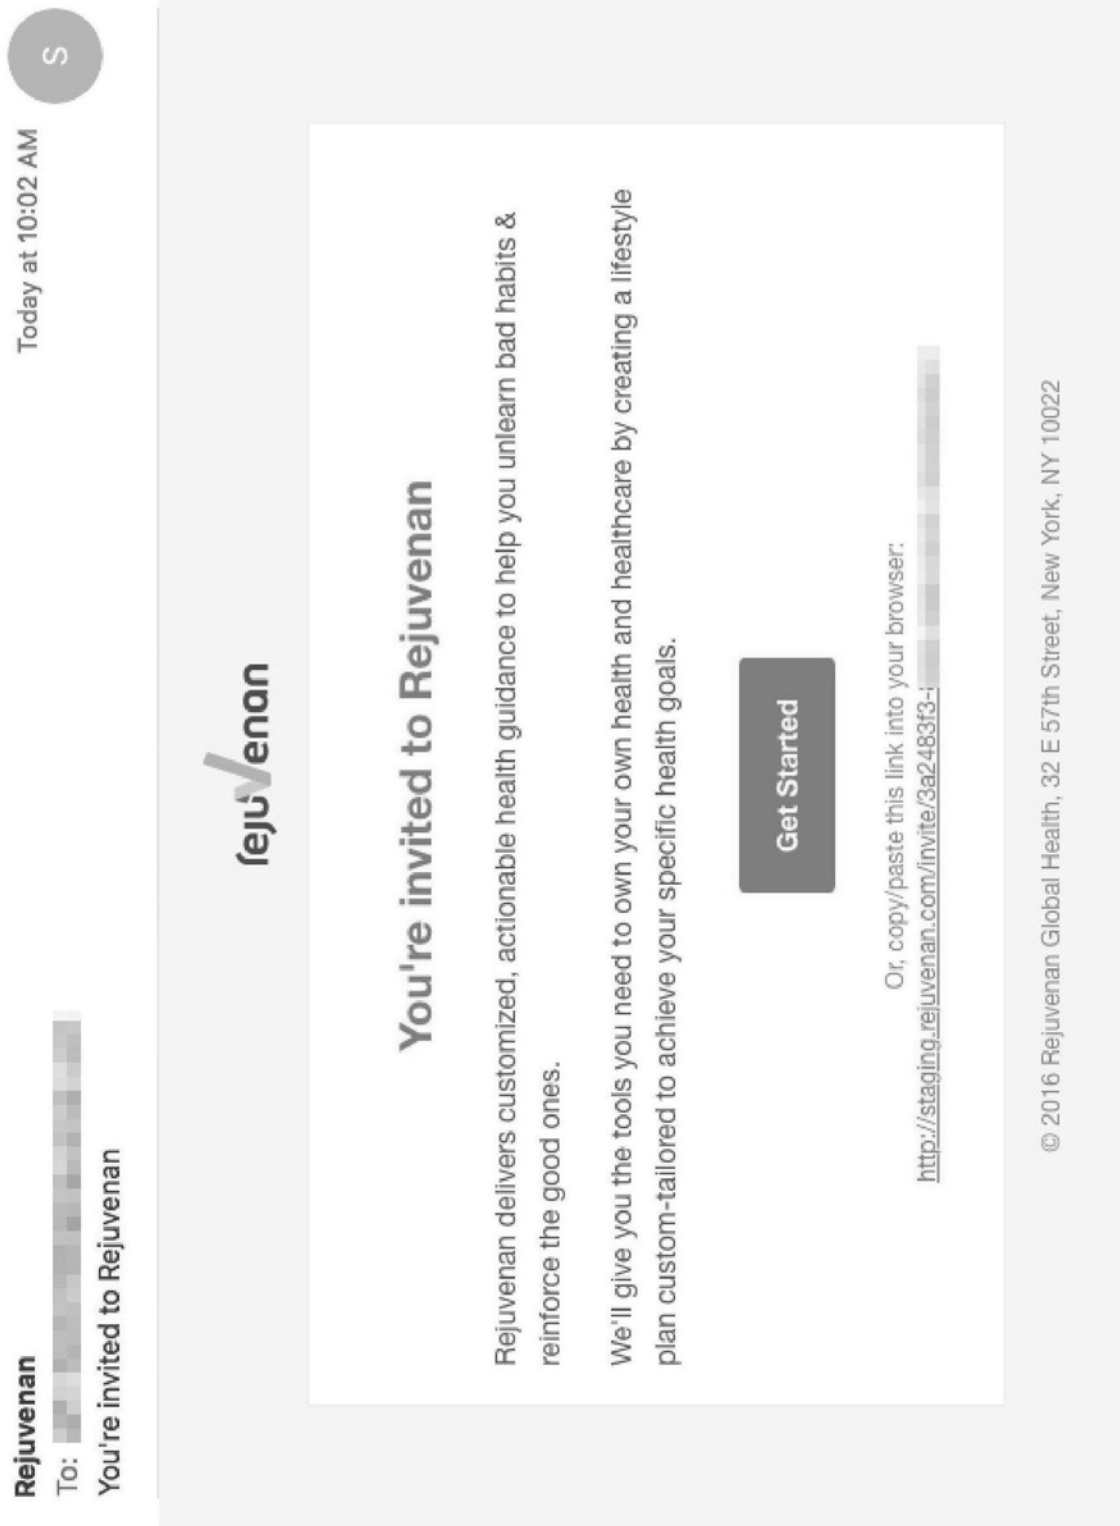 Rejuvenan
Today at 10:02 AM
S
To:
You're invited to Rejuvenan
rejuvenan
You're invited to Rejuvenan
Rejuvenan delivers customized, actionable health guidance to help you unlearn bad habits &
reinforce the good ones.
We'll give you the tools you need to own your own health and healthcare by creating a lifestyle
plan custom-tailored to achieve your specific health goals.
Get Started
Or, copy/paste this link into your browser:
http://staging.rejuvenan.com/invite/3a2483f3-
© 2016 Rejuvenan Global Health, 32 E 57th Street, New York, NY 10022